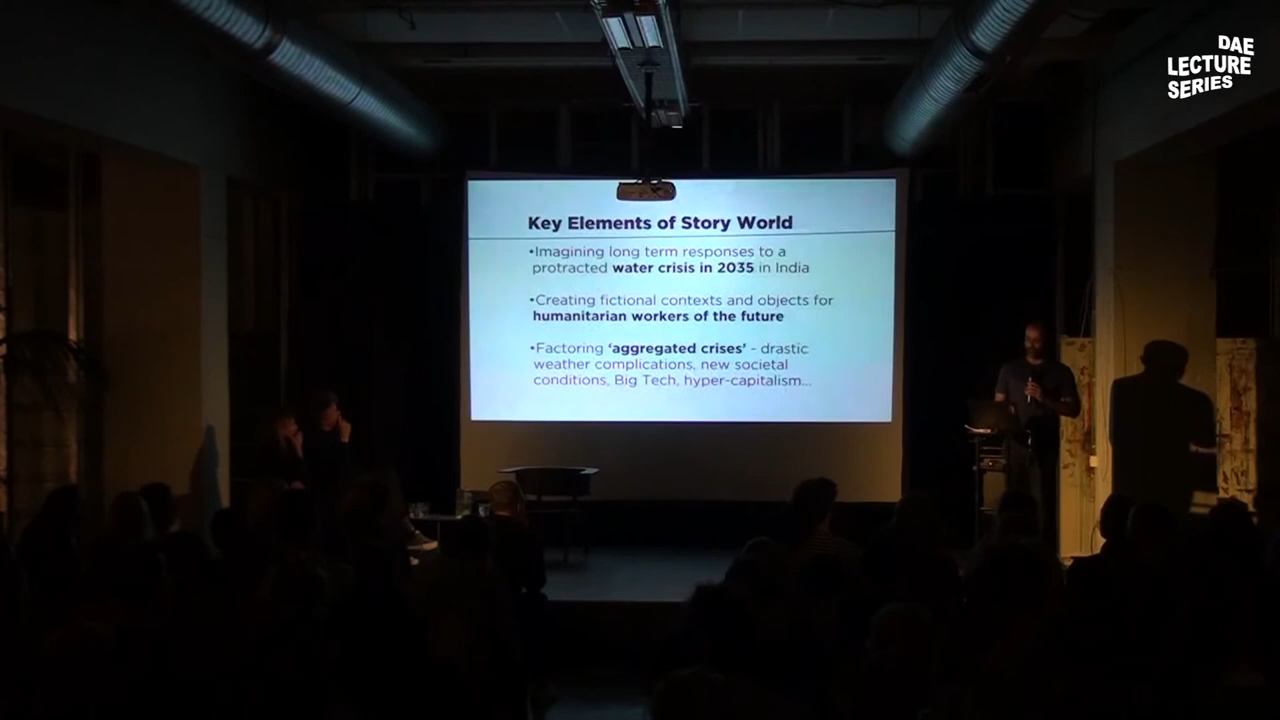 DAE
LECTURE
SERIES
Key Elements of Story World
•Imagining long term responses to a
protracted water crisis in 2035 in India
•Creating fictional contexts and objects for
humanitarian workers of the future
•Factoring ‘aggregated crises’ - drastic
weather complications, new societal
conditions, Big Tech, hyper-capitalism...